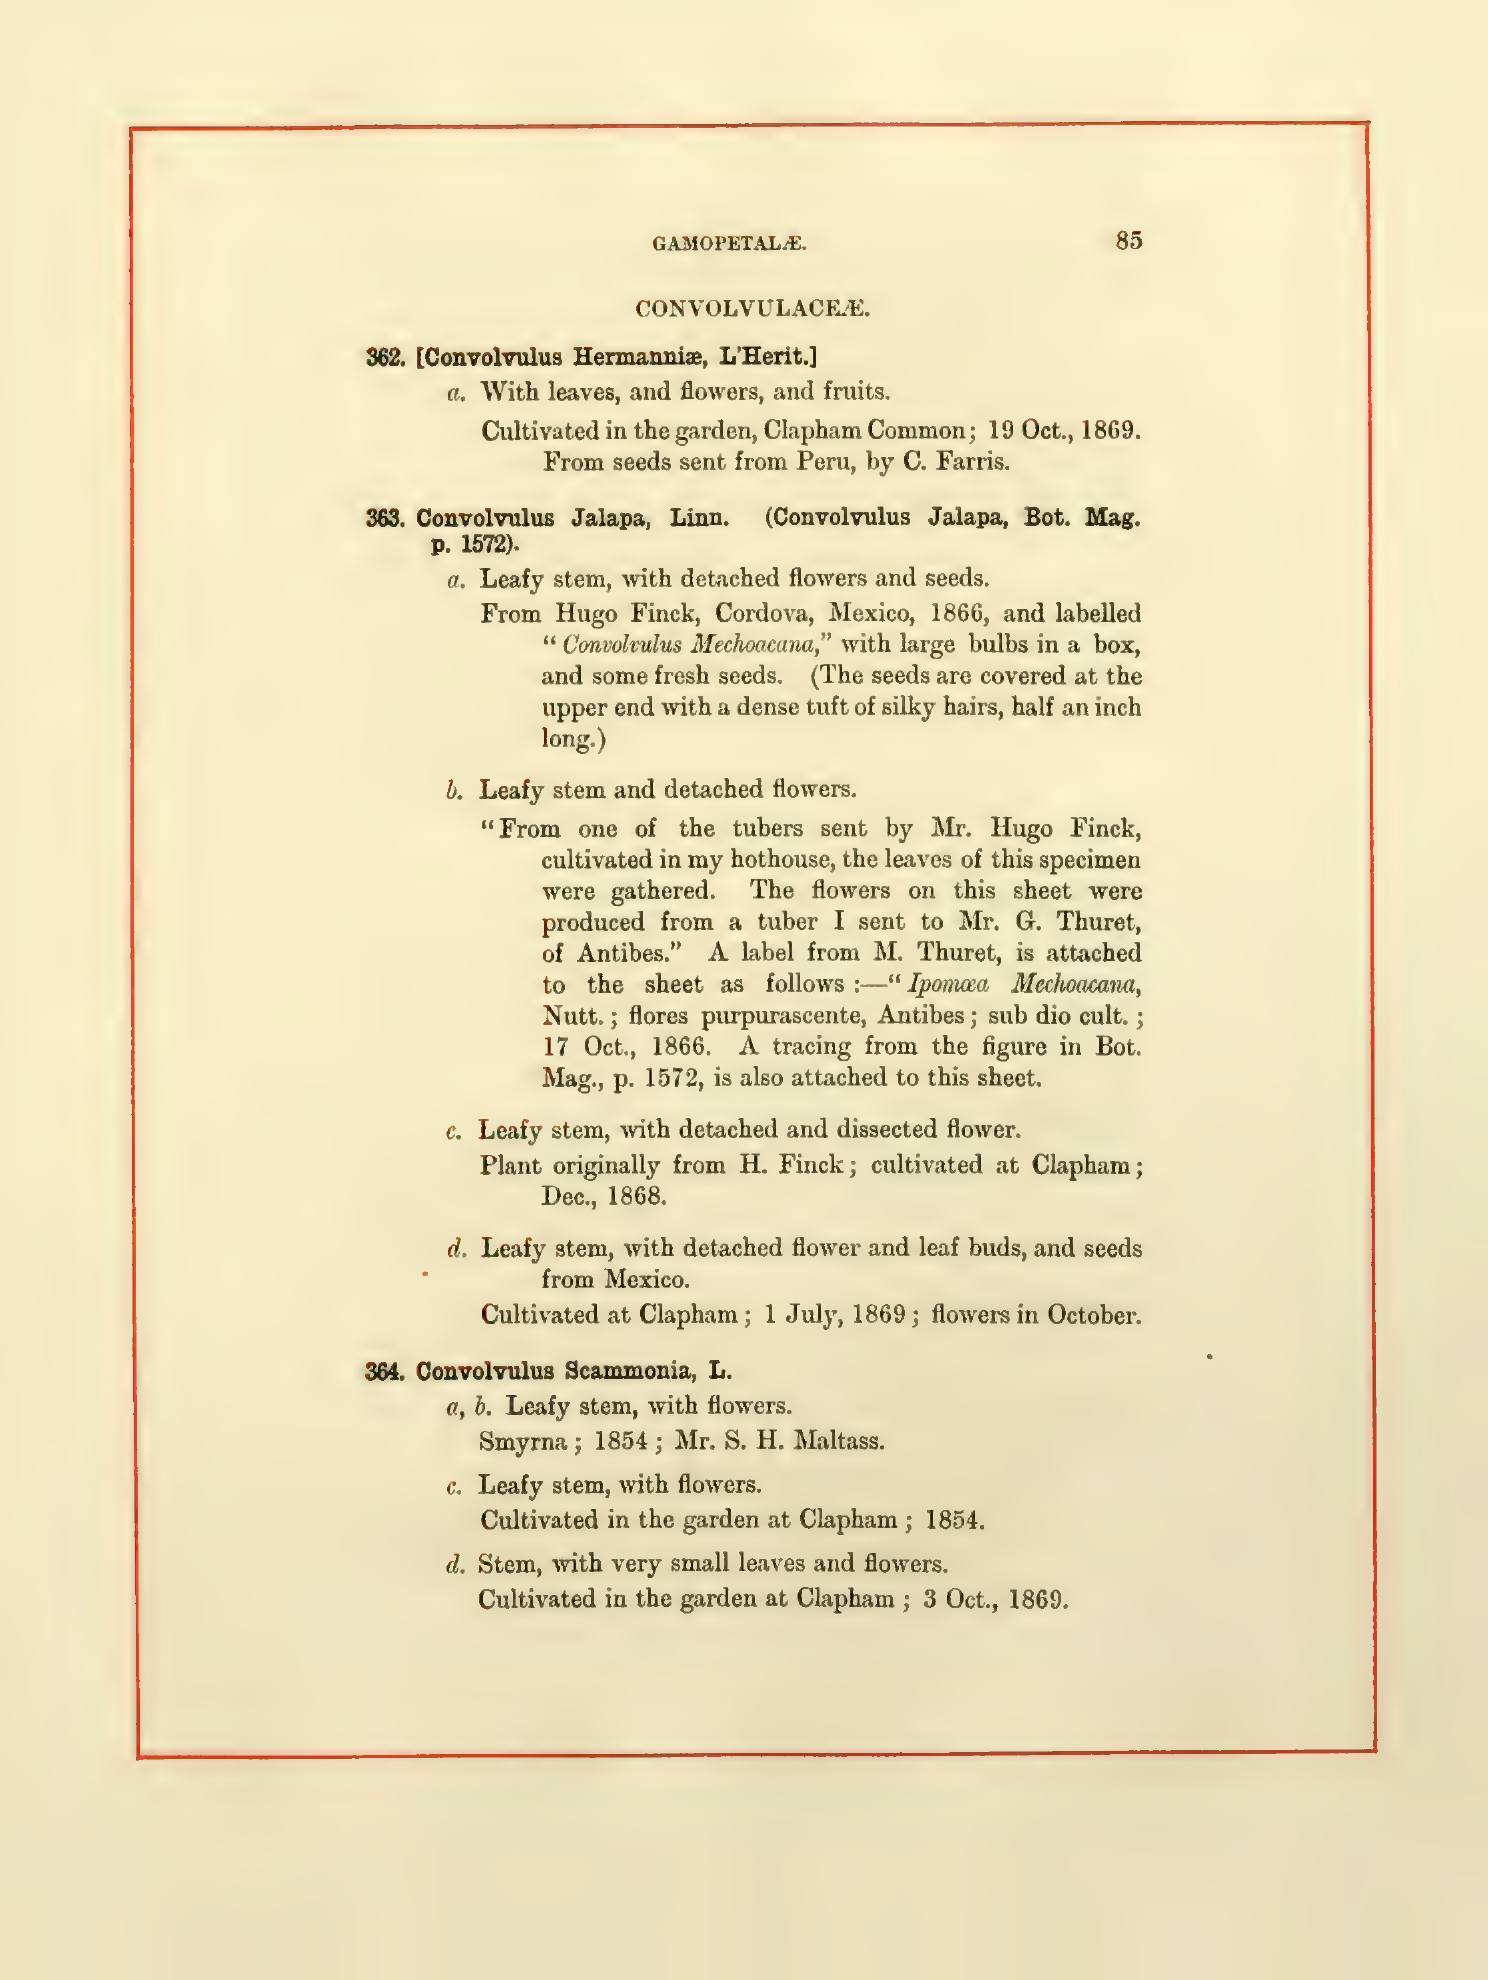 GAMOPETALÆ. 85
CONVOLVULACEÆ.
362. [Convolvulus Hermanniæ, L'Herit.]
a. With leaves, and flowers, and fruits.
Cultivated in the garden, Clapham Common; 19 Oct., 1869.
From seeds sent from Peru, by C. Farris.
363. Convolvulus Jalapa, Linn. (Convolvulus Jalapa, Bot. Mag.
p. 1572).
a. Leafy stem, with detached flowers and seeds.
From Hugo Finck, Cordova, Mexico, 1866, and labelled
"Convolvulus Mechoacana," with large bulbs in a box,
and some fresh seeds. (The seeds are covered at the
upper end with a dense tuft of silky hairs, half an inch
long.)
b. Leafy stem and detached flowers.
"From one of the tubers sent by Mr. Hugo Finck,
cultivated in my hothouse, the leaves of this specimen
were gathered. The flowers on this sheet were
produced from a tuber I sent to Mr. G. Thuret,
of Antibes." A label from M. Thuret, is attached
to the sheet as follows :—"Ipomœa Mechoacana,
Nutt. ; flores purpurascente, Antibes ; sub dio cult. ;
17 Oct., 1866. A tracing from the figure in Bot.
Mag., p. 1572, is also attached to this sheet.
c. Leafy stem, with detached and dissected flower.
Plant originally from H. Finck ; cultivated at Clapham ;
Dec., 1868.
d. Leafy stem, with detached flower and leaf buds, and seeds
from Mexico.
Cultivated at Clapham ; 1 July, 1869 ; flowers in October.
364. Convolvulus Scammonia, L.
a, b. Leafy stem, with flowers.
Smyrna ; 1854 ; Mr. S. H. Maltass.
c. Leafy stem, with flowers.
Cultivated in the garden at Clapham ; 1854.
d. Stem, with very small leaves and flowers.
Cultivated in the garden at Clapham ; 3 Oct., 1869.